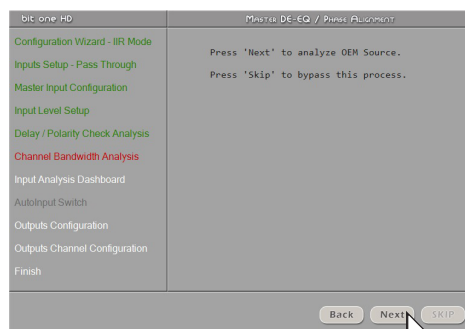 bit one HD
Master DE-EQ / Phase Alignment
Configuration Wizard - IIR Mode
Inputs Setup - Pass Through
Master Input Configuration
Input Level Setup
Delay / Polarity Check Analysis
Channel Bandwidth Analysis
Input Analysis Dashboard
AutoInput Switch
Outputs Configuration
Outputs Channel Configuration
Finish
Press 'Next' to analyze OEM Source.
Press 'Skip' to bypass this process.
Back
Next
SKIP